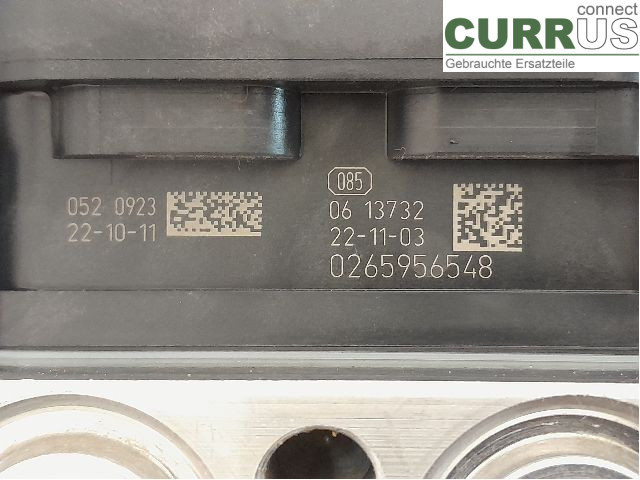 connect
CURRUS
Gebrauchte Ersatzteile
085
052 0923
22-10-11
06 13732
22-11-03
0265956548